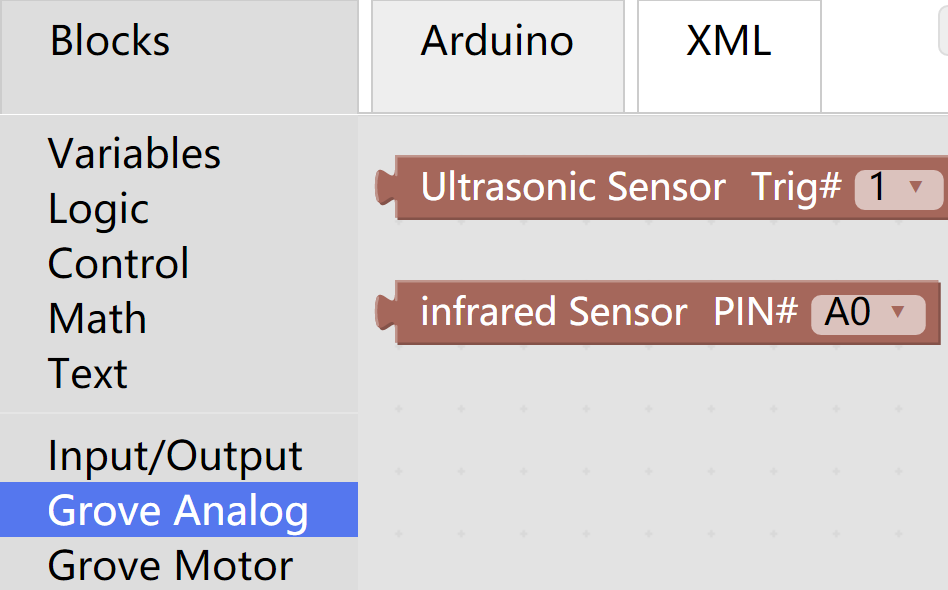 Blocks
Arduino
XML
Variables
Logic
Control
Math
Text
Input/Output
Grove Analog
Grove Motor
Ultrasonic Sensor Trig# 1
infrared Sensor PIN# A0